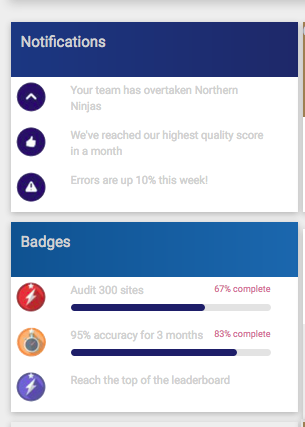 Notifications
Your team has overtaken Northern
Ninjas
We've reached our highest quality score
in a month
Errors are up 10% this week!
Badges
Audit 300 sites 67% complete
95% accuracy for 3 months 83% complete
Reach the top of the leaderboard